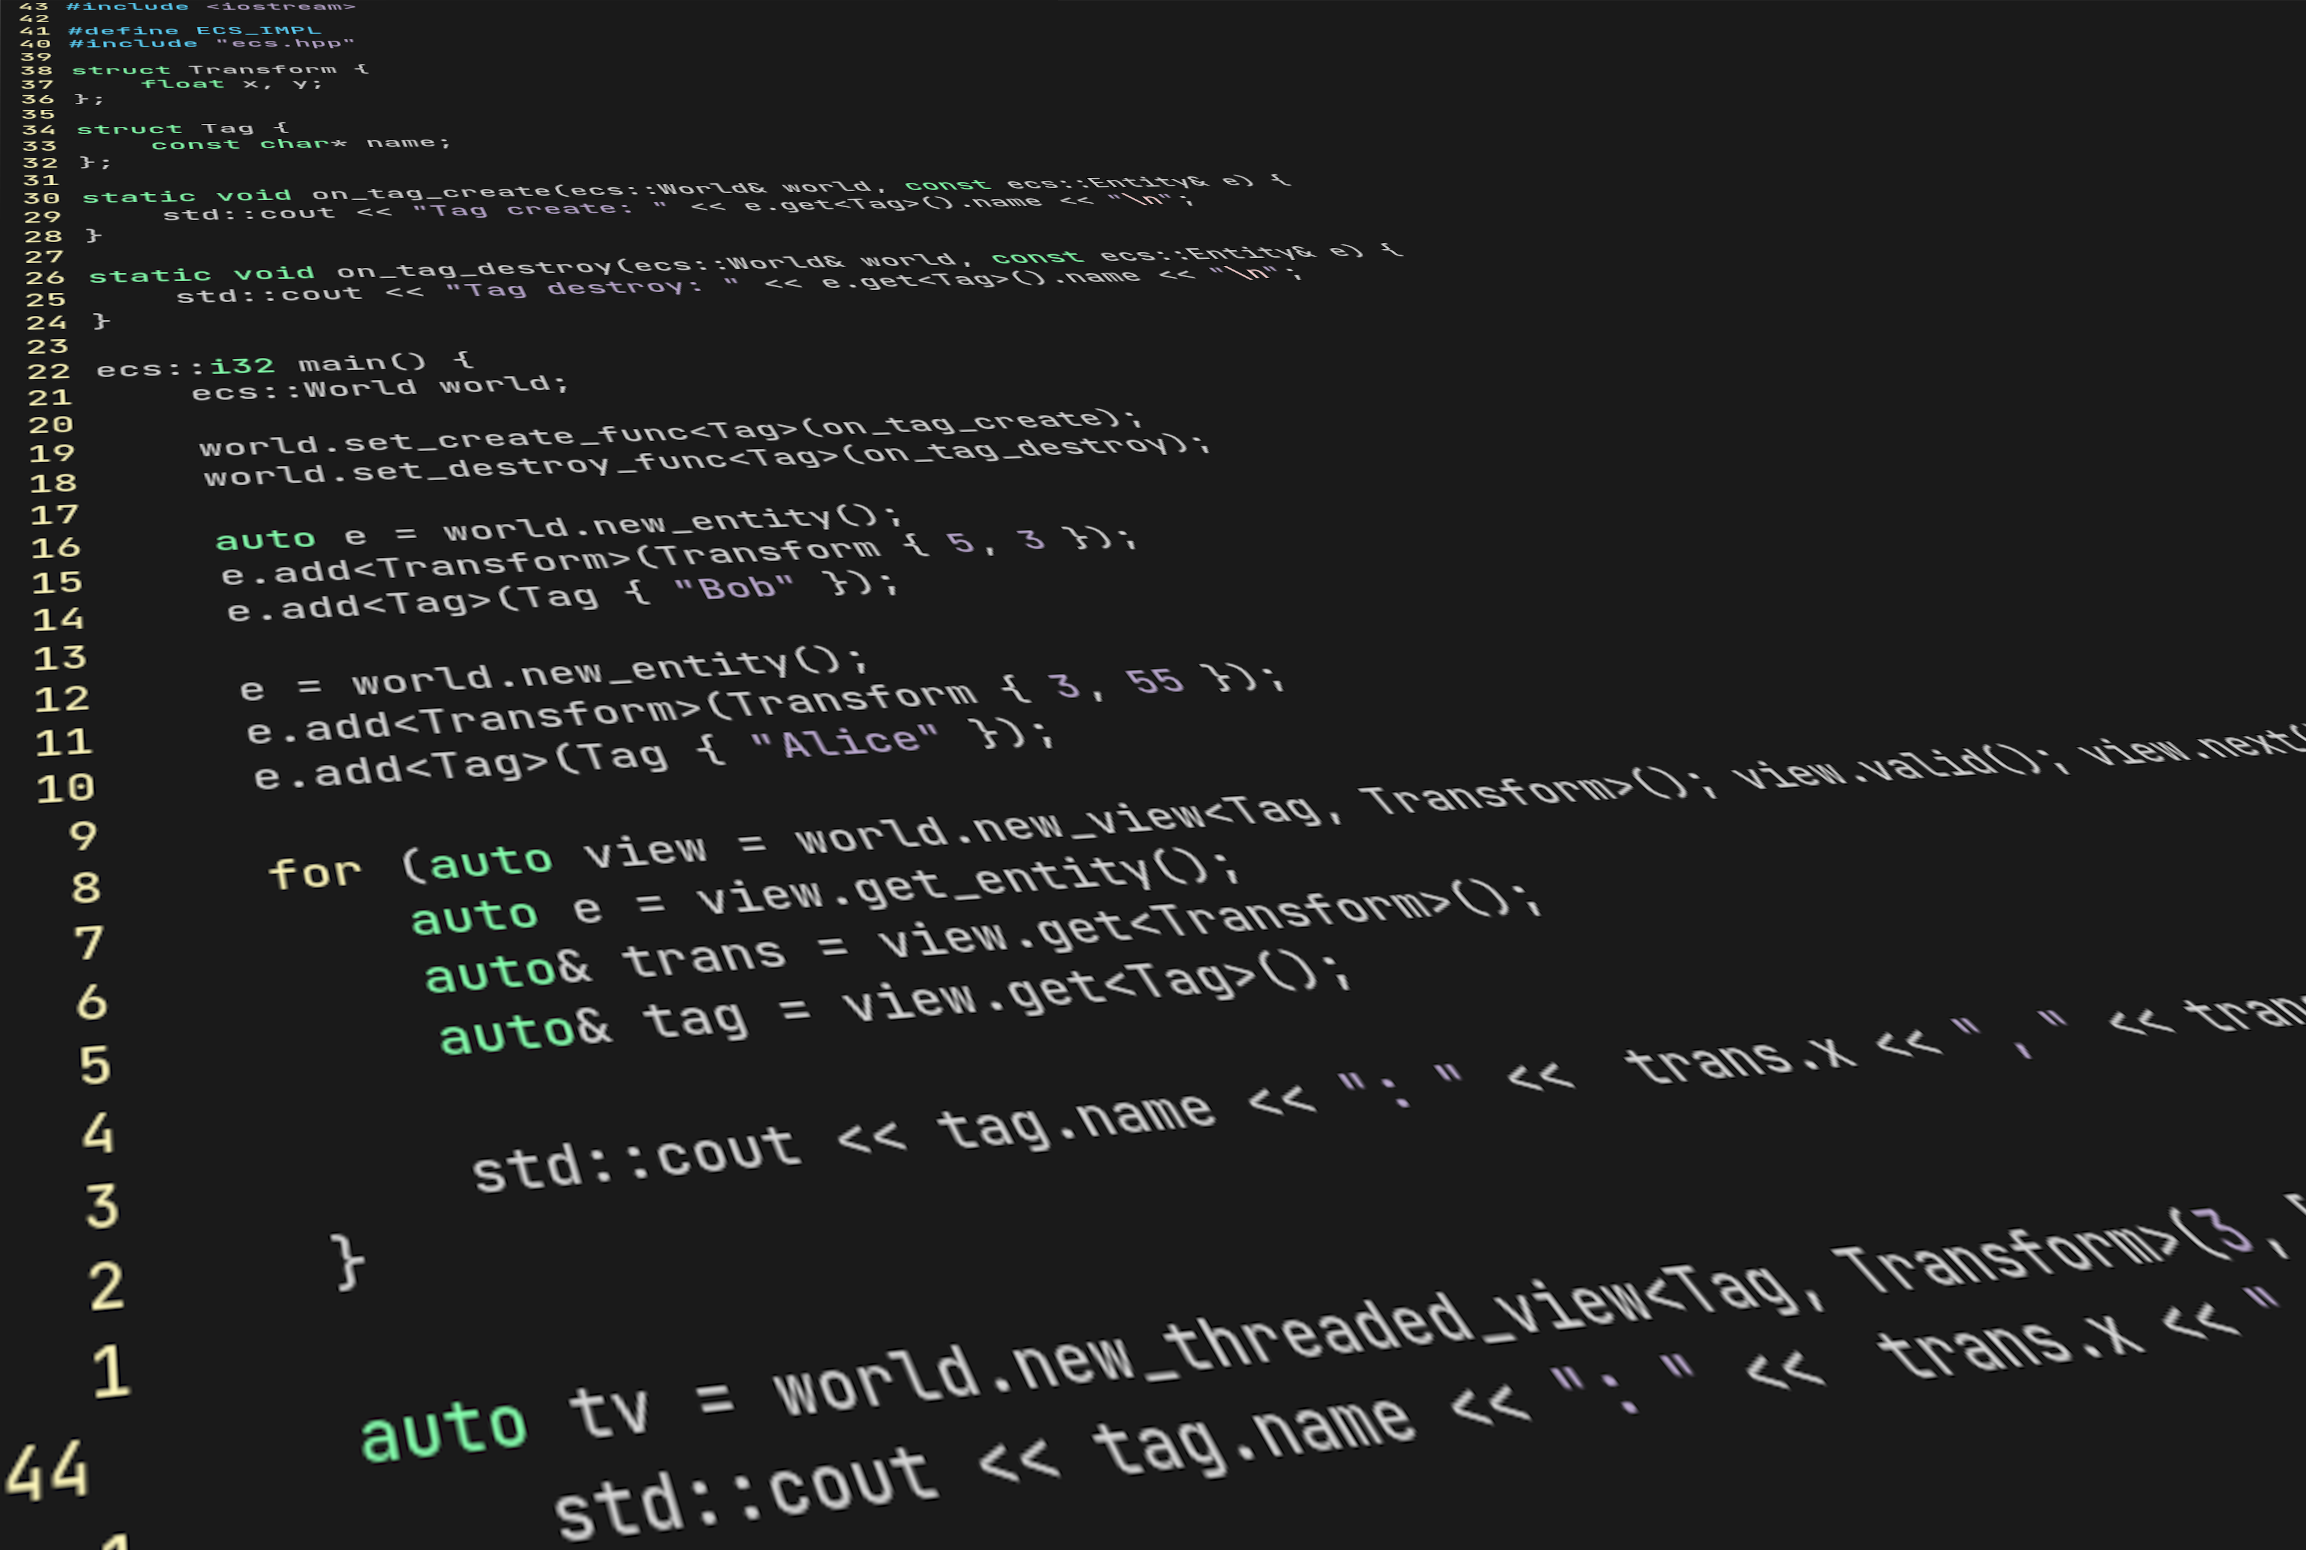 43 #include <iostream>
42
41 #define ECS_IMPL
40 #include "ecs.hpp"
39
38 struct Transform {
37     float x, y;
36 };
35
34 struct Tag {
33     const char* name;
32 };
31
30 static void on_tag_create(ecs::World& world, const ecs::Entity& e) {
29     std::cout << "Tag create: " << e.get<Tag>().name << "\n";
28 }
27
26 static void on_tag_destroy(ecs::World& world, const ecs::Entity& e) {
25     std::cout << "Tag destroy: " << e.get<Tag>().name << "\n";
24 }
23
22 ecs::i32 main() {
21     ecs::World world;
20
19     world.set_create_func<Tag>(on_tag_create);
18     world.set_destroy_func<Tag>(on_tag_destroy);
17
16     auto e = world.new_entity();
15     e.add<Transform>(Transform { 5, 3 });
14     e.add<Tag>(Tag { "Bob" });
13
12     e = world.new_entity();
11     e.add<Transform>(Transform { 3, 55 });
10     e.add<Tag>(Tag { "Alice" });
9
8     for (auto view = world.new_view<Tag, Transform>(); view.valid(); view.next(
7         auto e = view.get_entity();
6         auto& trans = view.get<Transform>();
5         auto& tag = view.get<Tag>();
4
3         std::cout << tag.name << ": " << trans.x << ", " << tran
2     }
1
44     auto tv = world.new_threaded_view<Tag, Transform>(3,
1         std::cout << tag.name << ": " << trans.x << "